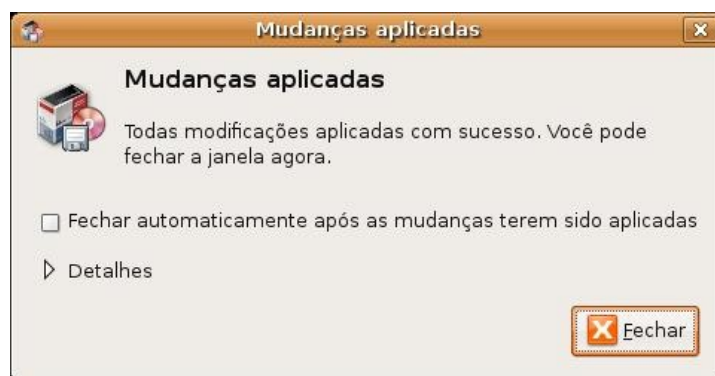 Mudanças aplicadas
Mudanças aplicadas
Todas modificações aplicadas com sucesso. Você pode
fechar a janela agora.
Fechar automaticamente após as mudanças terem sido aplicadas
Detalhes
Fechar